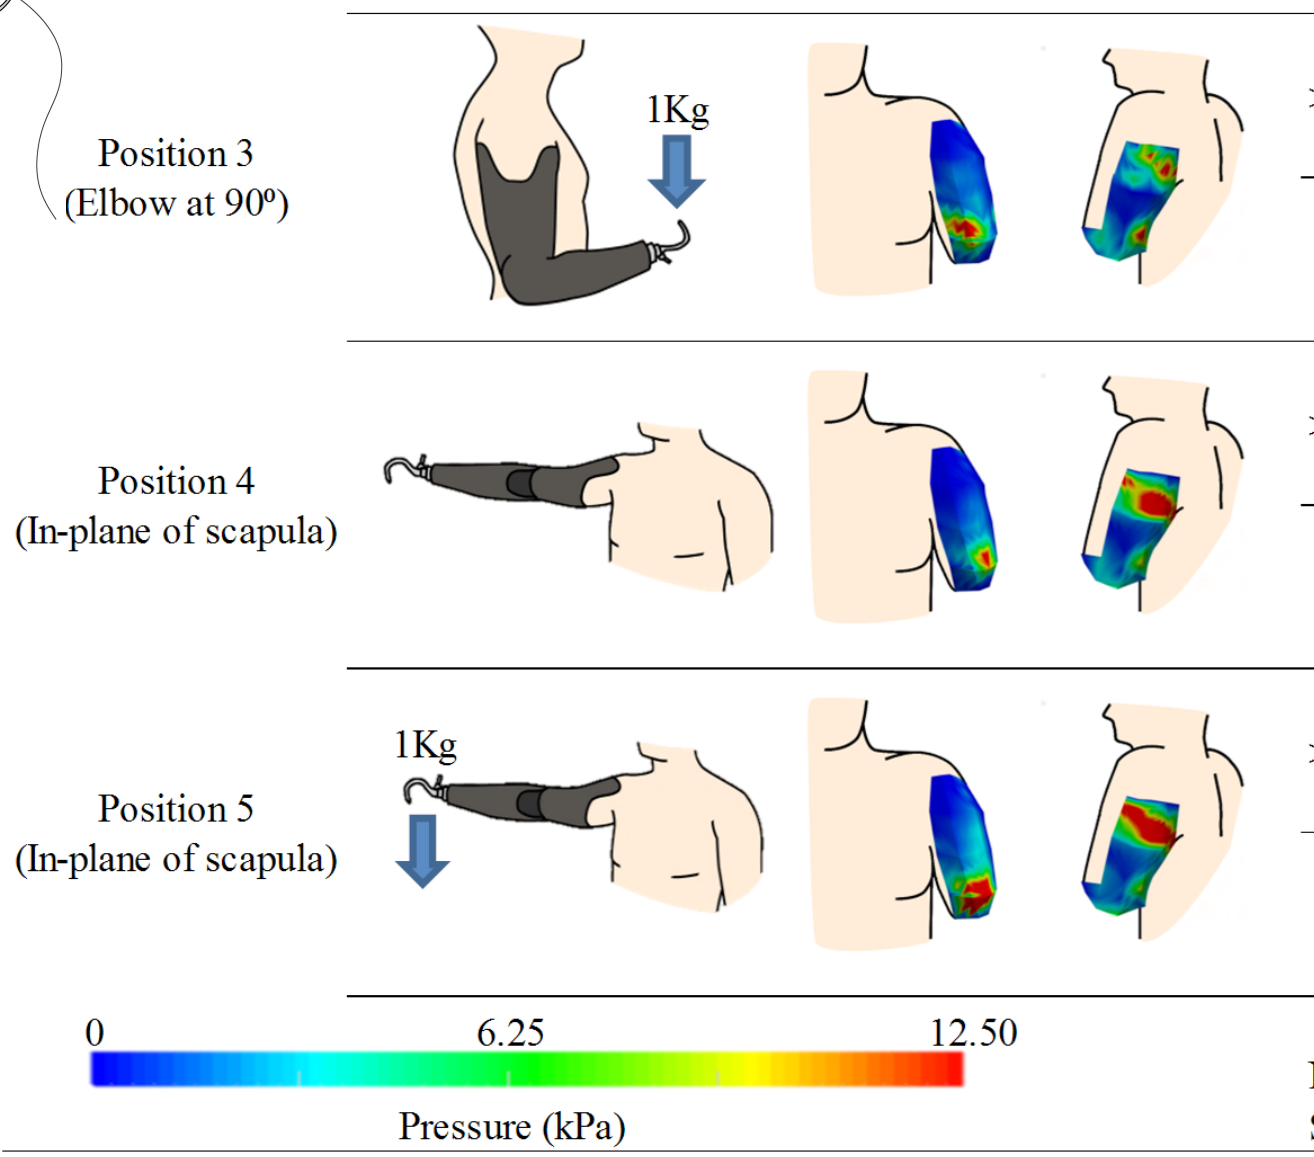 1Kg
Position 3
(Elbow at 90º)
Position 4
(In-plane of scapula)
1Kg
Position 5
(In-plane of scapula)
0 6.25 12.50
Pressure (kPa)